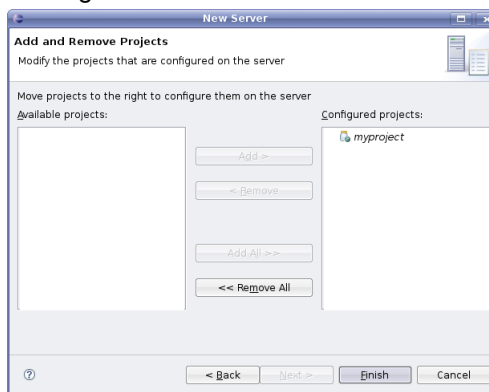 New Server
Add and Remove Projects
Modify the projects that are configured on the server
Move projects to the right to configure them on the server
Available projects:
Configured projects:
myproject
Add >
< Remove
Add All >>
<< Remove All
< Back
Next >
Finish
Cancel